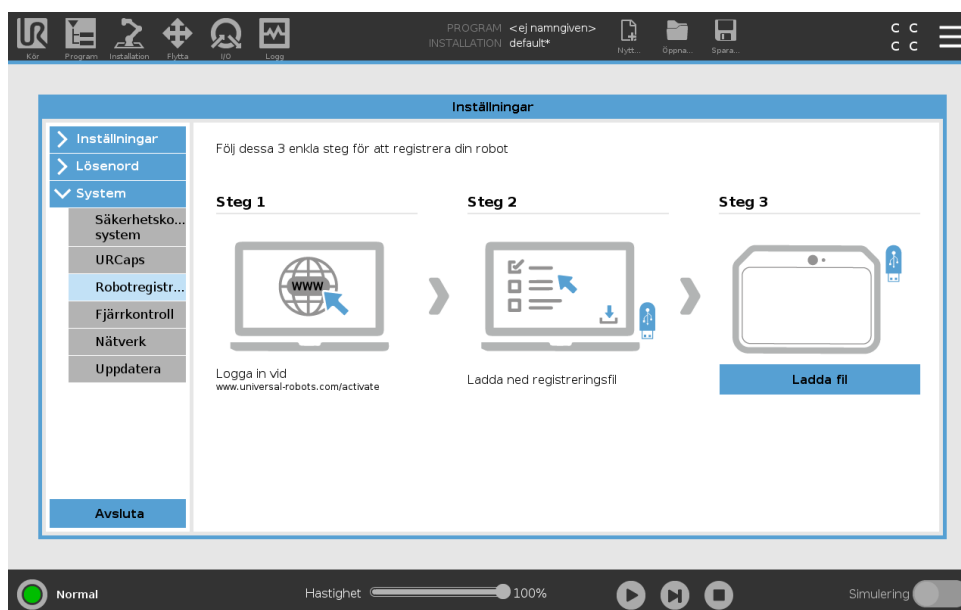 PROGRAM <ej namngiven>
INSTALLATION default*
Kör Program Installation Flytta I/O Logg
Nytt... Öppna... Spara...
C C
C C
Inställningar
Inställningar
Lösenord
System
Säkerhetsko...
system
URCaps
Robotregistr...
Fjärrkontroll
Nätverk
Uppdatera
Avsluta
Följ dessa 3 enkla steg för att registrera din robot
Steg 1
www
Logga in vid
www.universal-robots.com/activate
Steg 2
Ladda ned registreringsfil
Steg 3
Ladda fil
Normal
Hastighet 100%
Simulering